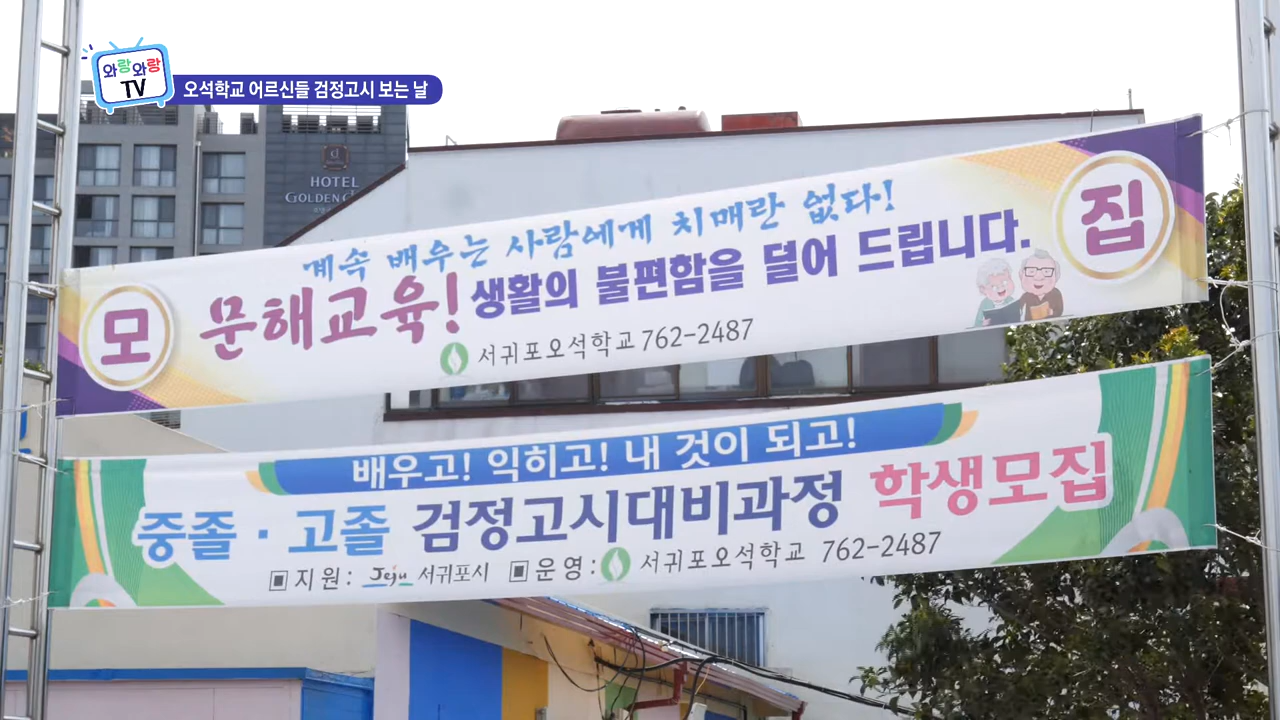 와랑와랑
TV
오석학교 어르신들 검정고시 보는 날
HOTEL
GOLDEN
계속 배우는 사람에게 치매란 없다!
모 문해교육! 생활의 불편함을 덜어 드립니다. 집
서귀포오석학교 762-2487
배우고! 익히고! 내 것이 되고!
중졸 · 고졸 검정고시대비과정 학생모집
▣지원: Jeju 서귀포시 ▣운영: 서귀포오석학교 762-2487